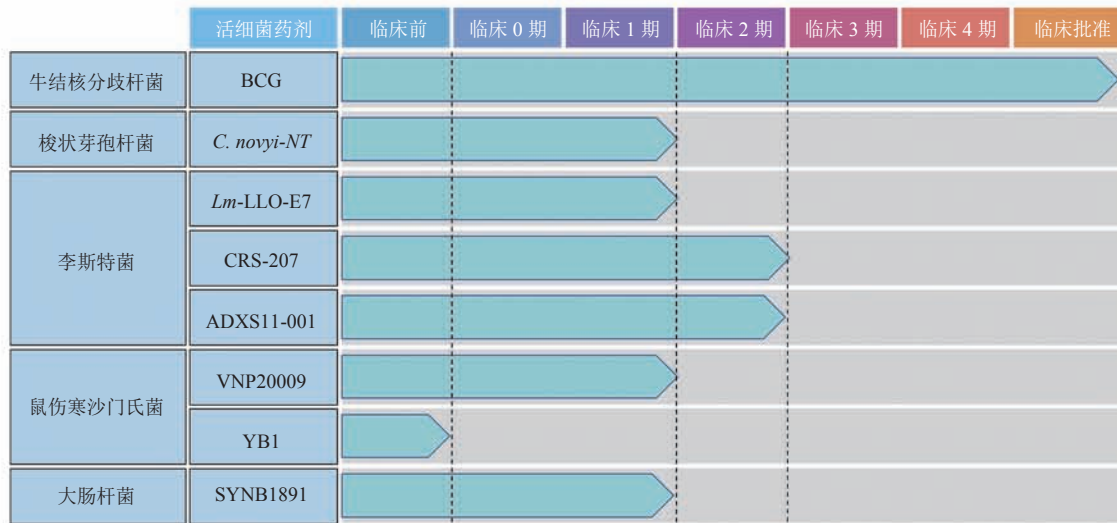 活细菌药剂 临床前 临床 0 期 临床 1 期 临床 2 期 临床 3 期 临床 4 期 临床批准
牛结核分歧杆菌 BCG
梭状芽孢杆菌 C. novyi-NT
Lm-LLO-E7
李斯特菌 CRS-207
ADXS11-001
鼠伤寒沙门氏菌 VNP20009
YB1
大肠杆菌 SYNB1891